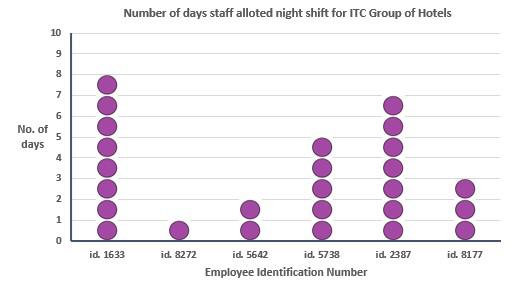 Number of days staff alloted night shift for ITC Group of Hotels
10
9
8
7
6
No. of
days
5
4
3
2
1
0
id. 1633 id. 8272 id. 5642 id. 5738 id. 2387 id. 8177
Employee Identification Number